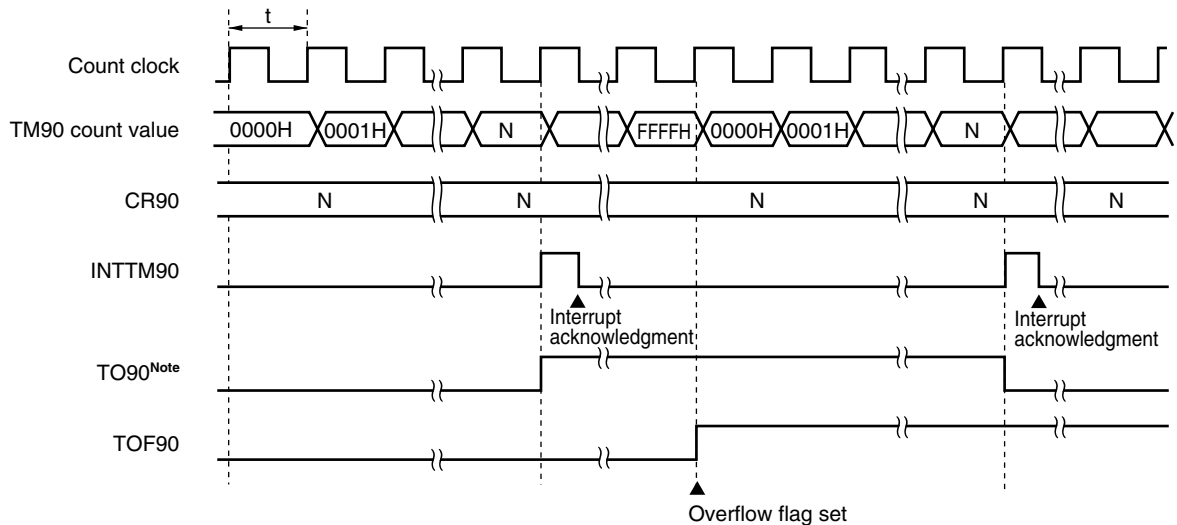 t
Count clock
TM90 count value 0000H 0001H N FFFFH 0000H 0001H N
CR90 N N N N N
INTTM90
Interrupt
acknowledgment
Interrupt
acknowledgment
TO90Note
TOF90
Overflow flag set